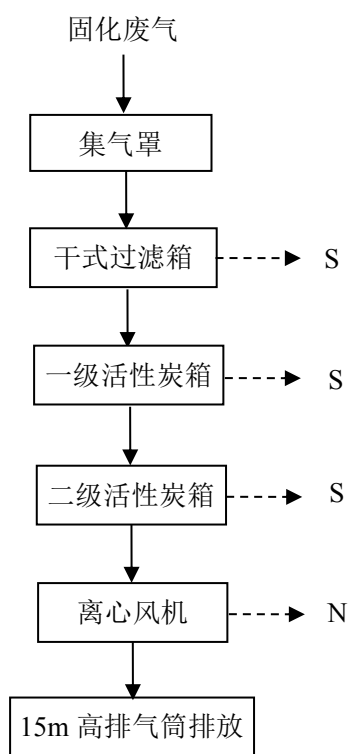 固化废气
集气罩
干式过滤箱
S
一级活性炭箱
S
二级活性炭箱
S
离心风机
N
15m 高排气筒排放